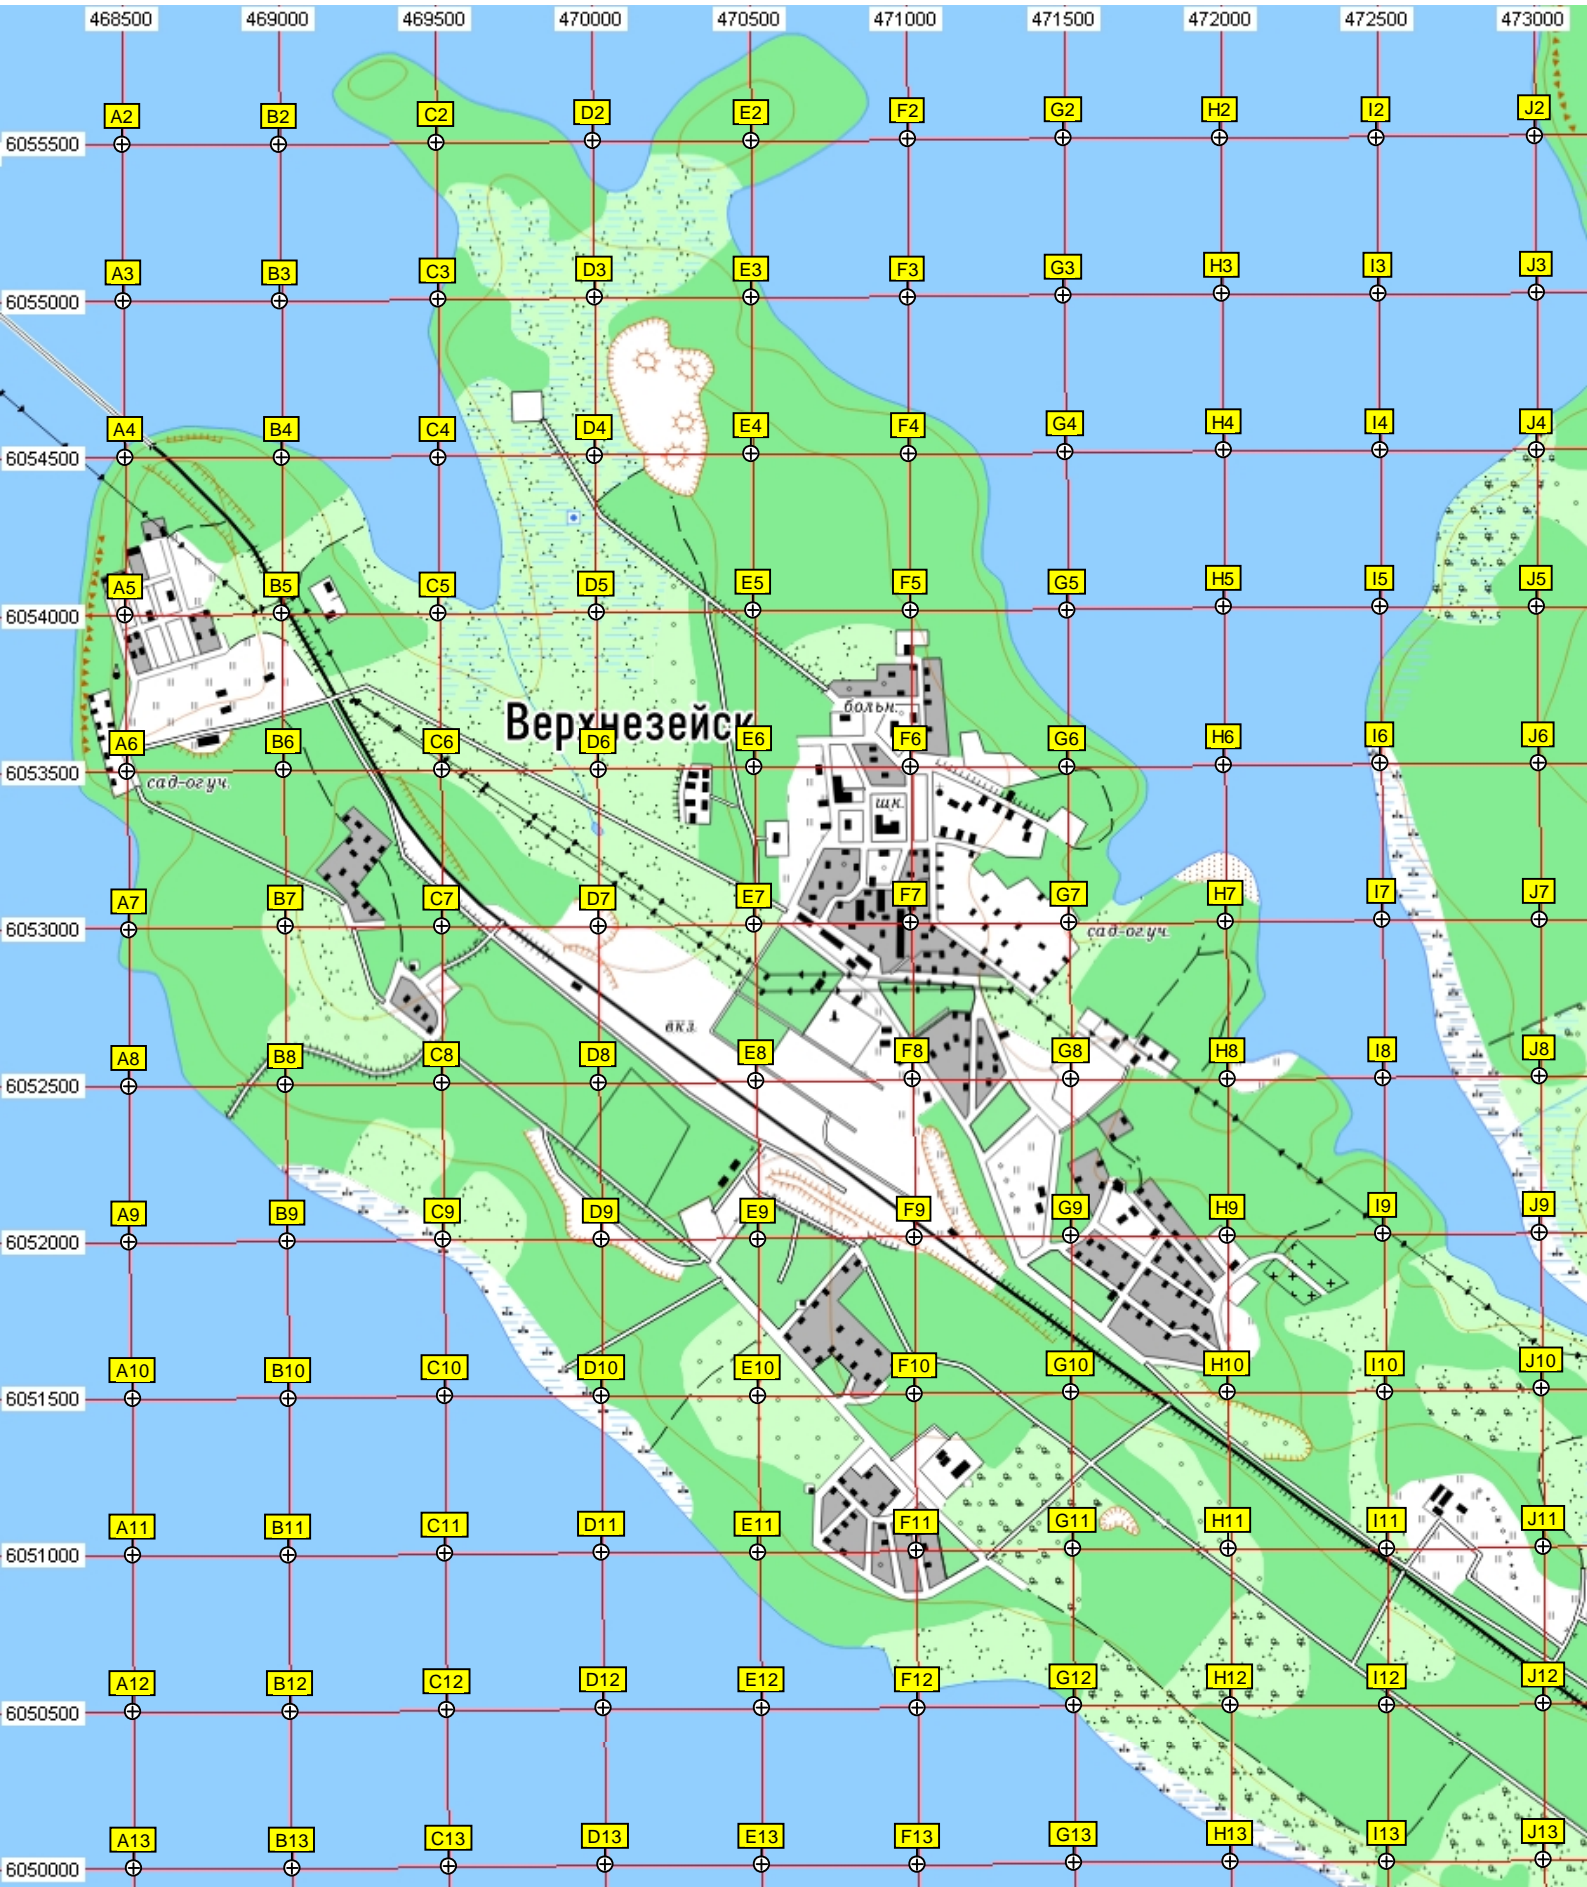 468500 469000 469500 470000 470500 471000 471500 472000 472500 473000
A2 B2 C2 D2 E2 F2 G2 H2 I2 J2
6055500
A3 B3 C3 D3 E3 F3 G3 H3 I3 J3
6055000
A4 B4 C4 D4 E4 F4 G4 H4 I4 J4
6054500
A5 B5 C5 D5 E5 F5 G5 H5 I5 J5
6054000
больн.
Верхнезейск
A6 B6 C6 D6 E6 F6 G6 H6 I6 J6
6053500
сад-ог.уч.
шк.
A7 B7 C7 D7 E7 F7 G7 H7 I7 J7
6053000
сад-ог.уч.
вкз.
A8 B8 C8 D8 E8 F8 G8 H8 I8 J8
6052500
A9 B9 C9 D9 E9 F9 G9 H9 I9 J9
6052000
A10 B10 C10 D10 E10 F10 G10 H10 I10 J10
6051500
A11 B11 C11 D11 E11 F11 G11 H11 I11 J11
6051000
A12 B12 C12 D12 E12 F12 G12 H12 I12 J12
6050500
A13 B13 C13 D13 E13 F13 G13 H13 I13 J13
6050000